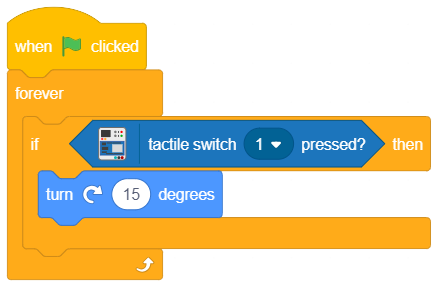 when clicked
forever
if tactile switch 1 pressed? then
turn 15 degrees